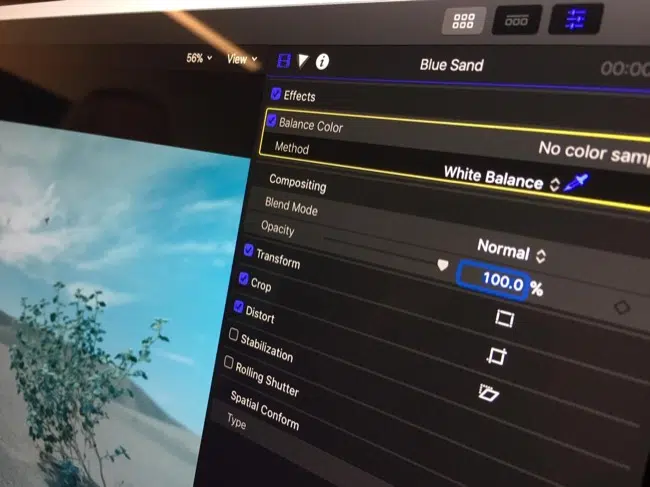 56% View Blue Sand 00:00
Effects
Balance Color No color samp
Method White Balance
Compositing
Blend Mode Normal
Opacity 100.0 %
Transform
Crop
Distort
Stabilization
Rolling Shutter
Spatial Conform
Type